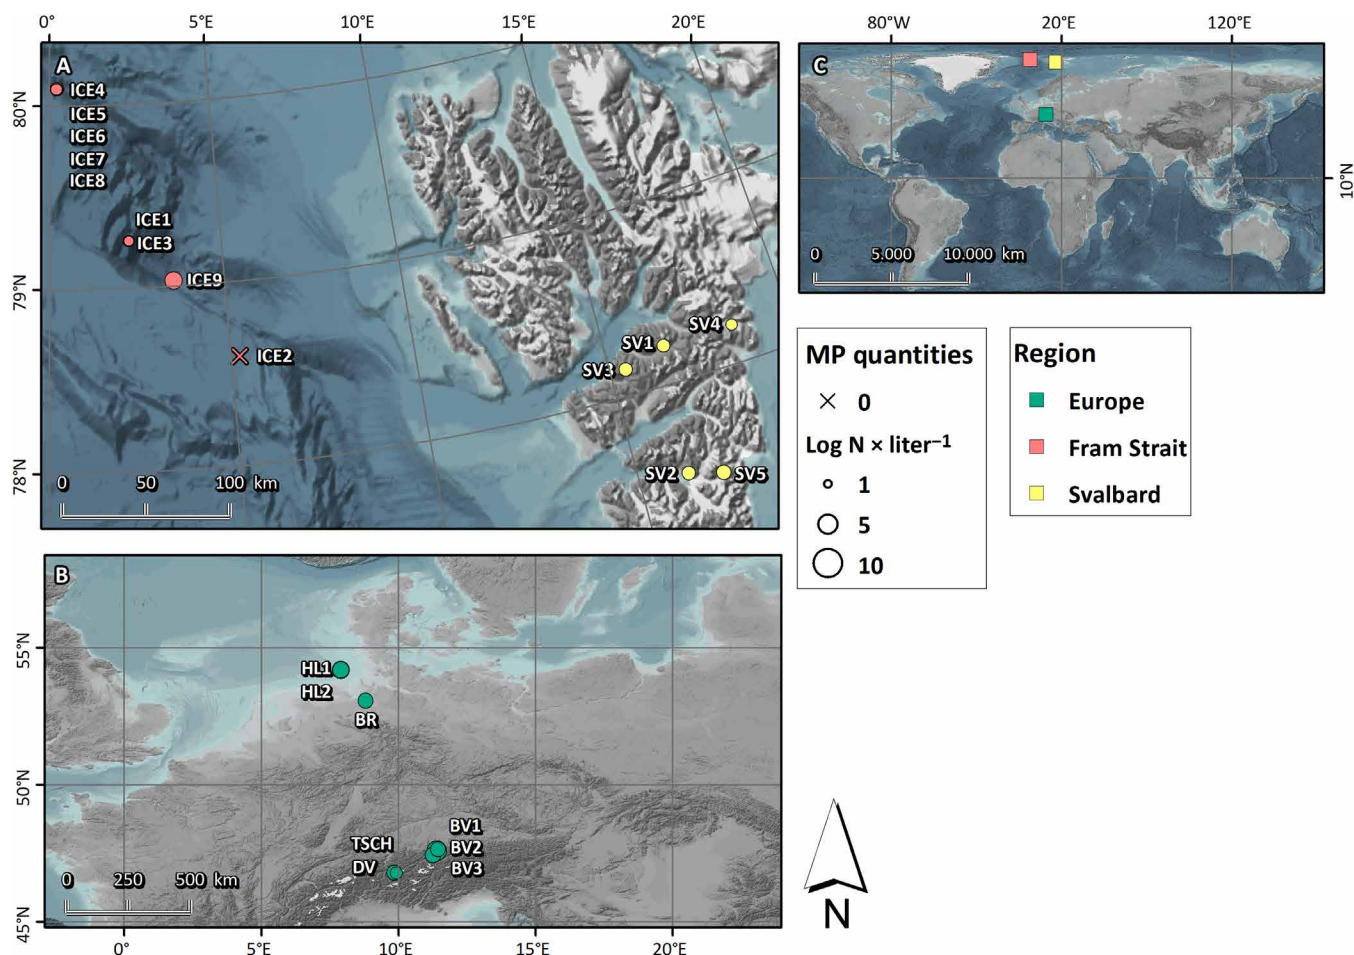 0°
5°E
10°E
15°E
20°E
A
80°N
79°N
78°N
ICE4
ICE5
ICE6
ICE7
ICE8
ICE1
ICE3
ICE9
ICE2
SV4
SV1
SV3
SV2
SV5
0 50 100 km
80°W
20°E
120°E
C
10°N
0 5.000 10.000 km
MP quantities
0
Log N × liter⁻¹
1
5
10
Region
Europe
Fram Strait
Svalbard
B
55°N
50°N
45°N
HL1
HL2
BR
TSCH
DV
BV1
BV2
BV3
0 250 500 km
0°
5°E
10°E
15°E
20°E
N